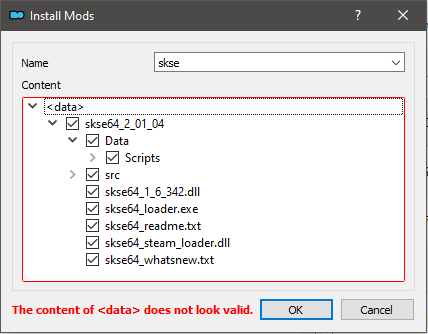 Install Mods
?
Name
skse
Content
<data>
skse64_2_01_04
Data
Scripts
src
skse64_1_6_342.dll
skse64_loader.exe
skse64_readme.txt
skse64_steam_loader.dll
skse64_whatsnew.txt
The content of <data> does not look valid.
OK
Cancel